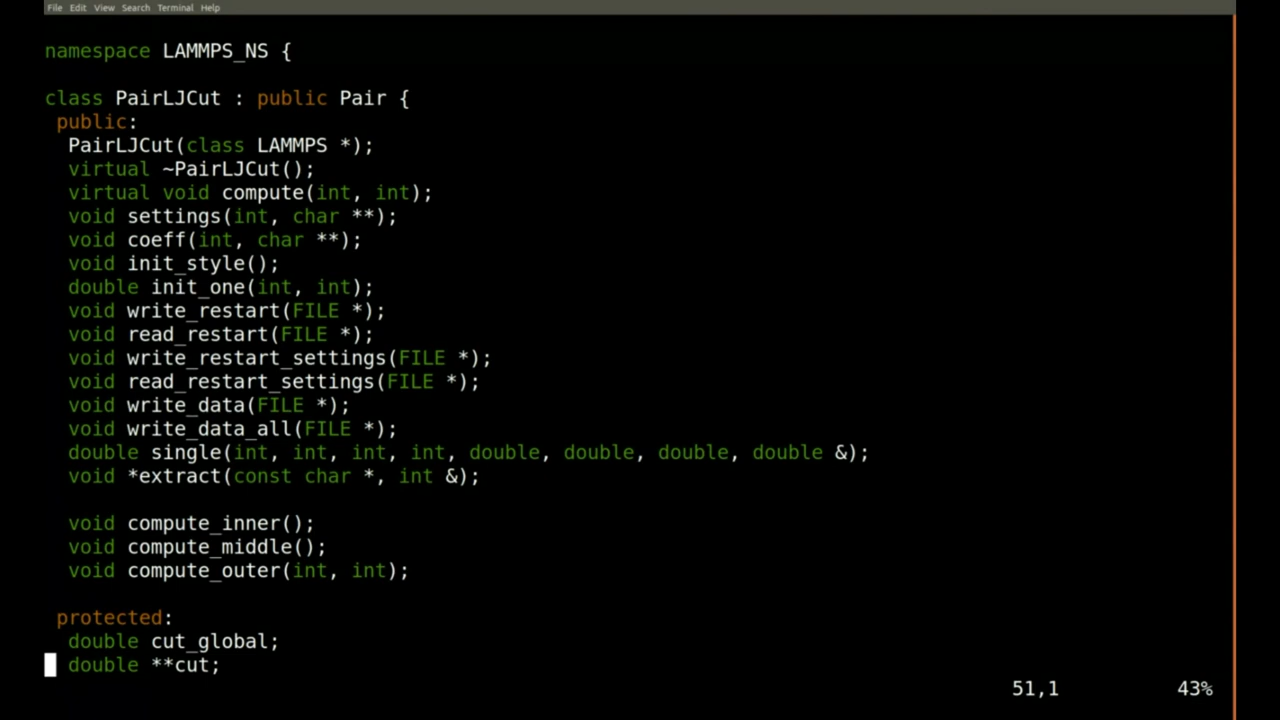 File Edit View Search Terminal Help
namespace LAMMPS_NS {
class PairLJCut : public Pair {
public:
PairLJCut(class LAMMPS *);
virtual ~PairLJCut();
virtual void compute(int, int);
void settings(int, char **);
void coeff(int, char **);
void init_style();
double init_one(int, int);
void write_restart(FILE *);
void read_restart(FILE *);
void write_restart_settings(FILE *);
void read_restart_settings(FILE *);
void write_data(FILE *);
void write_data_all(FILE *);
double single(int, int, int, int, double, double, double, double &);
void *extract(const char *, int &);
void compute_inner();
void compute_middle();
void compute_outer(int, int);
protected:
double cut_global;
double **cut;
51,1 43%